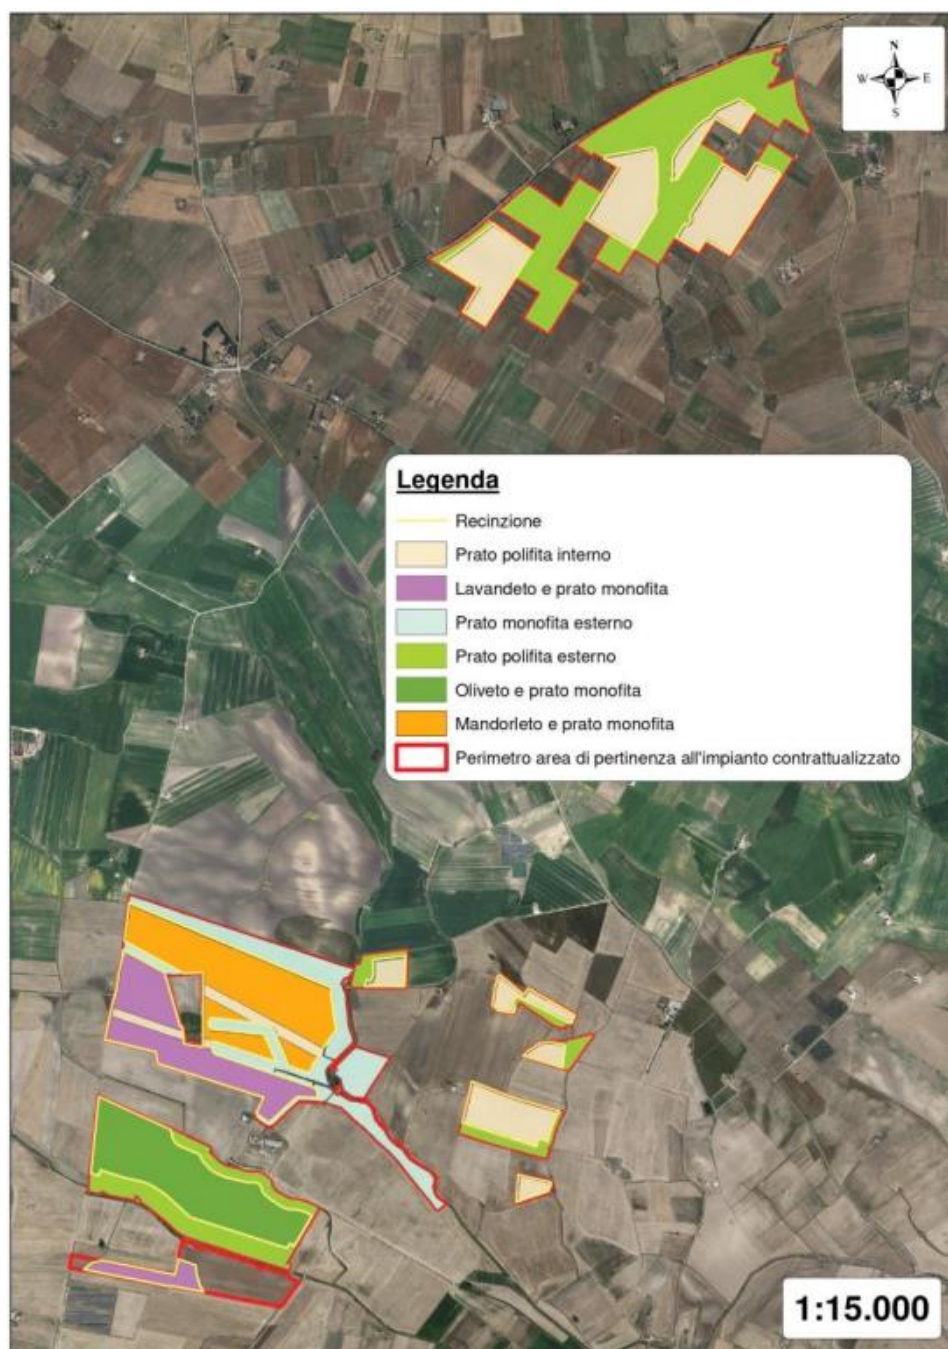 N
W E
S
Legenda
Recinzione
Prato polifita interno
Lavandeto e prato monofita
Prato monofita esterno
Prato polifita esterno
Oliveto e prato monofita
Mandorleto e prato monofita
Perimetro area di pertinenza all'impianto contrattualizzato
1:15.000